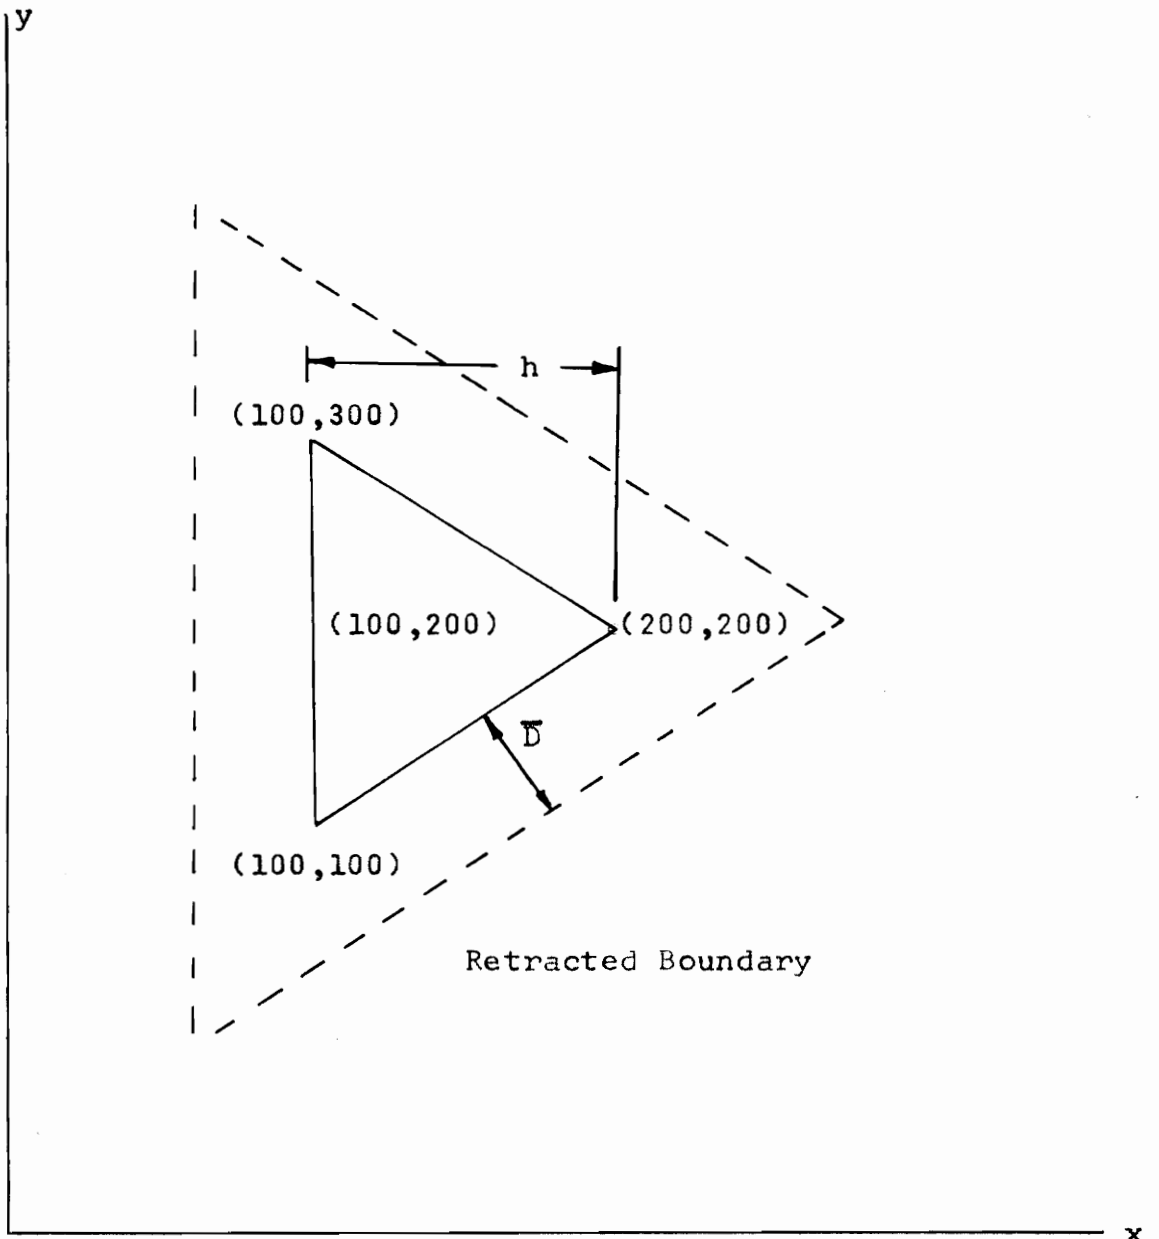 y
h
(100,300)
(100,200)
(200,200)
D̅
(100,100)
Retracted Boundary
x